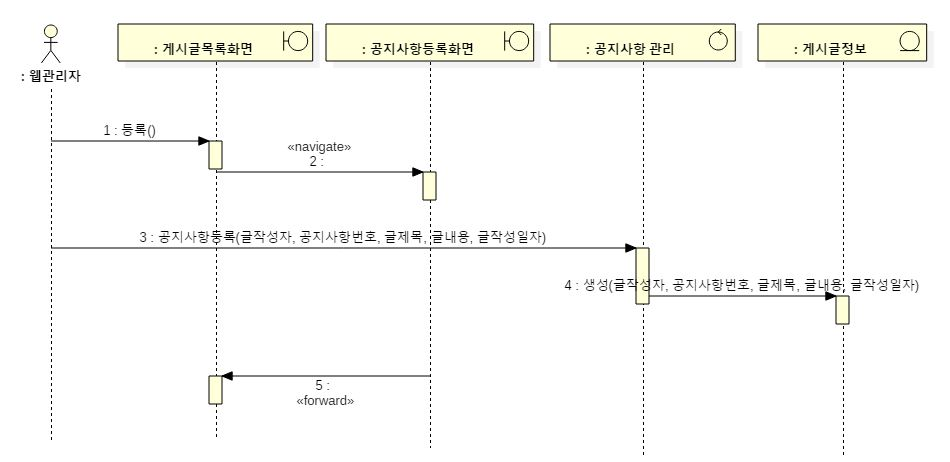 : 웹관리자
: 게시글목록화면
: 공지사항등록화면
: 공지사항 관리
: 게시글정보
1 : 등록()
«navigate»
2 :
3 : 공지사항등록(글작성자, 공지사항번호, 글제목, 글내용, 글작성일자)
4 : 생성(글작성자, 공지사항번호, 글제목, 글내용, 글작성일자)
5 :
«forward»